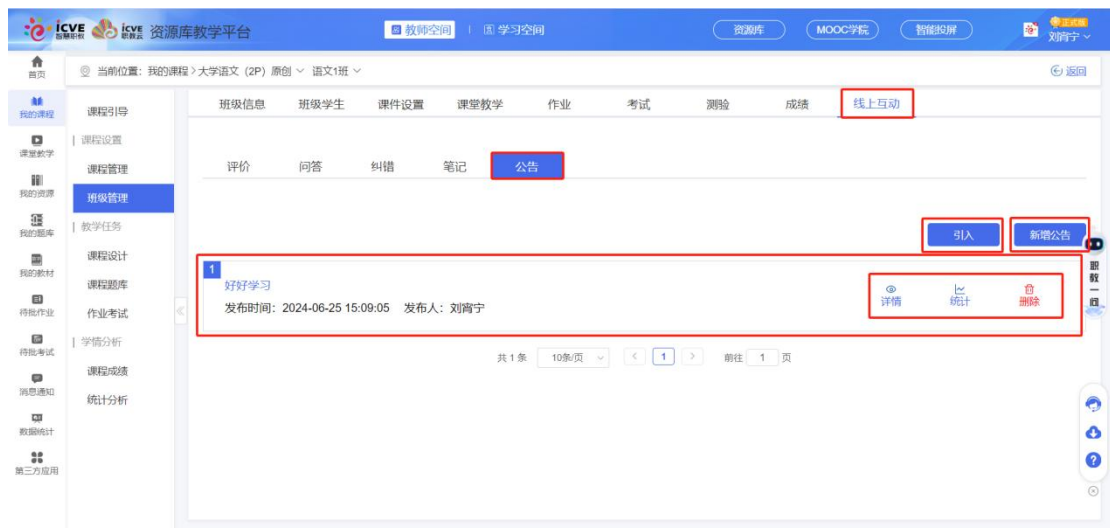 icve 智慧职教 icve 职教云 资源库教学平台 教师空间 学习空间 资源库 MOOC学院 智能投屏 正式版
刘宵宁
首页 当前位置：我的课程 > 大学语文 (2P) 原创 语文1班 返回
我的课程
课堂教学
我的资源
我的题库
我的教材
待批作业
待批考试
消息通知
数据统计
第三方应用
课程引导
课程设置
课程管理
班级管理
教学任务
课程设计
课程题库
作业考试
学情分析
课程成绩
统计分析
班级信息 班级学生 课件设置 课堂教学 作业 考试 测验 成绩 线上互动
评价 问答 纠错 笔记 公告
引入 新增公告
1
好好学习
发布时间：2024-06-25 15:09:05 发布人：刘宵宁
详情 统计 删除
共 1 条 10条/页 < 1 > 前往 1 页
职教一问